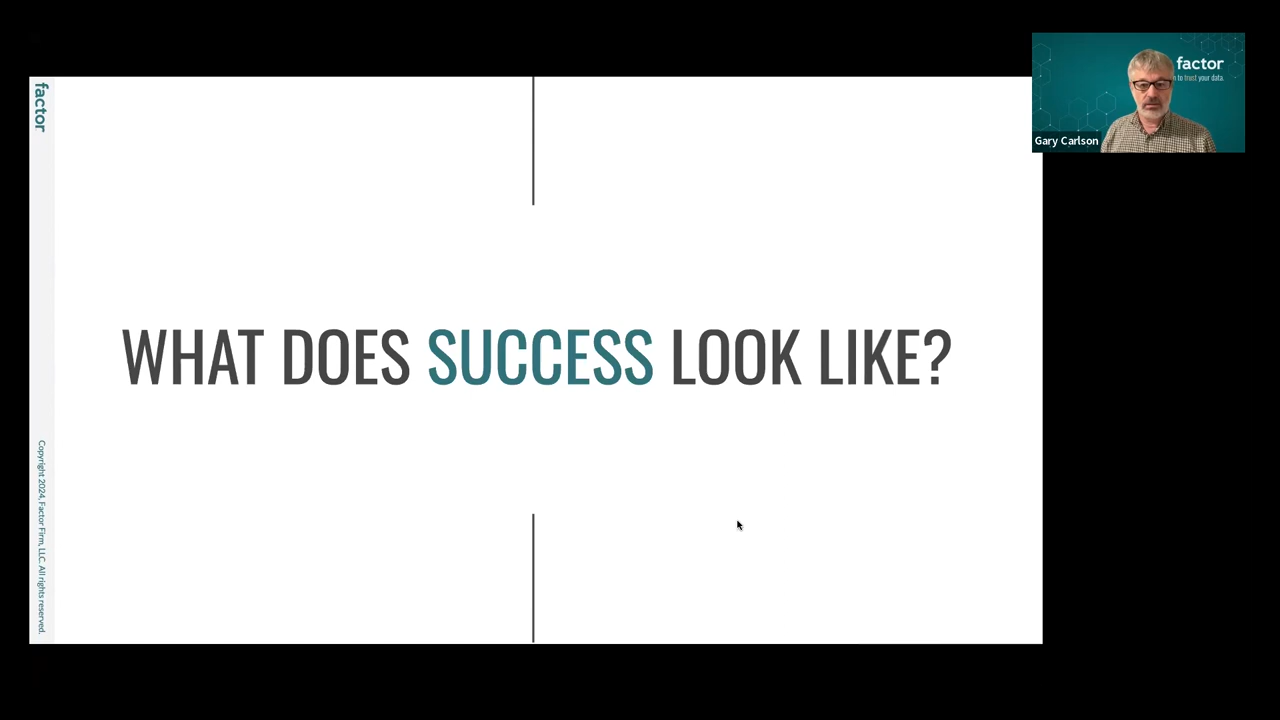 factor
WHAT DOES SUCCESS LOOK LIKE?
Copyright 2024, Factor Firm, LLC. All rights reserved.
factor
to trust your data.
Gary Carlson